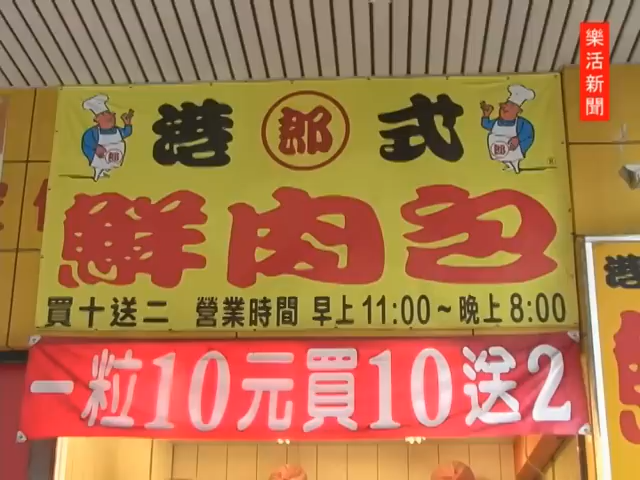 樂活新聞
港 郎 式
鮮肉包
買十送二 營業時間 早上11:00～晚上8:00
一粒10元買10送2
港